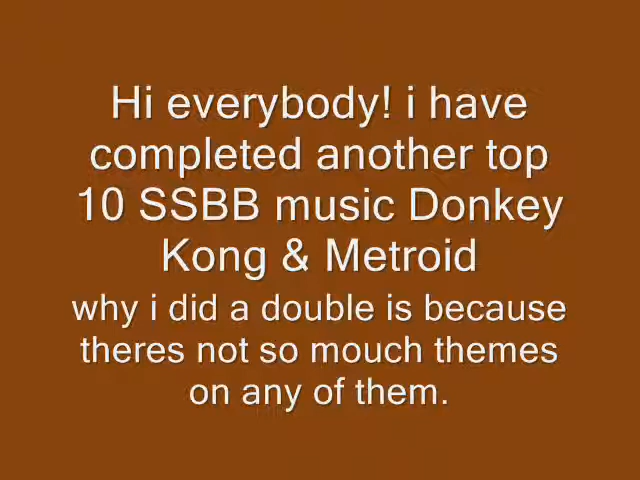 Hi everybody! i have
completed another top
10 SSBB music Donkey
Kong & Metroid
why i did a double is because
theres not so mouch themes
on any of them.